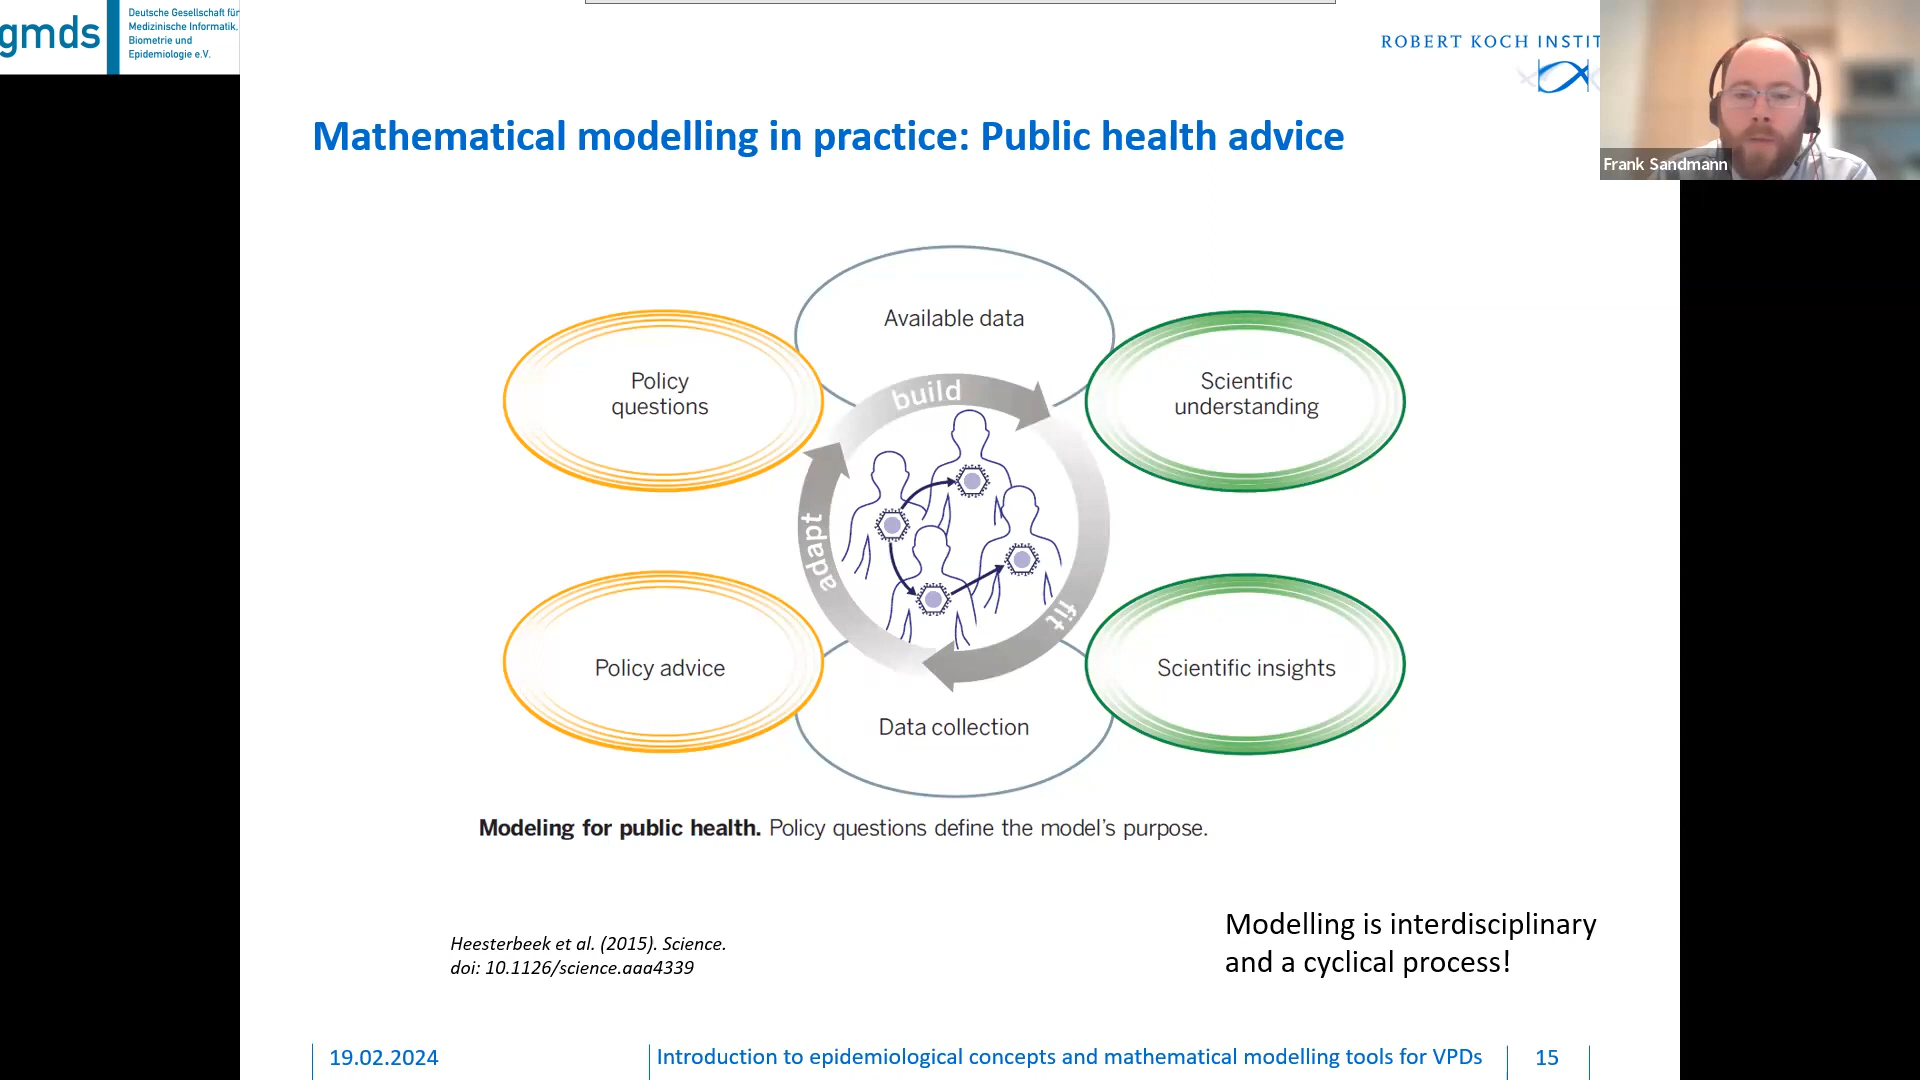 gmds
Deutsche Gesellschaft für
Medizinische Informatik,
Biometrie und
Epidemiologie e.V.
ROBERT KOCH INSTIT
Frank Sandmann
Mathematical modelling in practice: Public health advice
Available data
Policy
questions
Scientific
understanding
build
adapt
fit
Policy advice
Scientific insights
Data collection
Modeling for public health. Policy questions define the model's purpose.
Heesterbeek et al. (2015). Science.
doi: 10.1126/science.aaa4339
Modelling is interdisciplinary
and a cyclical process!
19.02.2024
Introduction to epidemiological concepts and mathematical modelling tools for VPDs
15